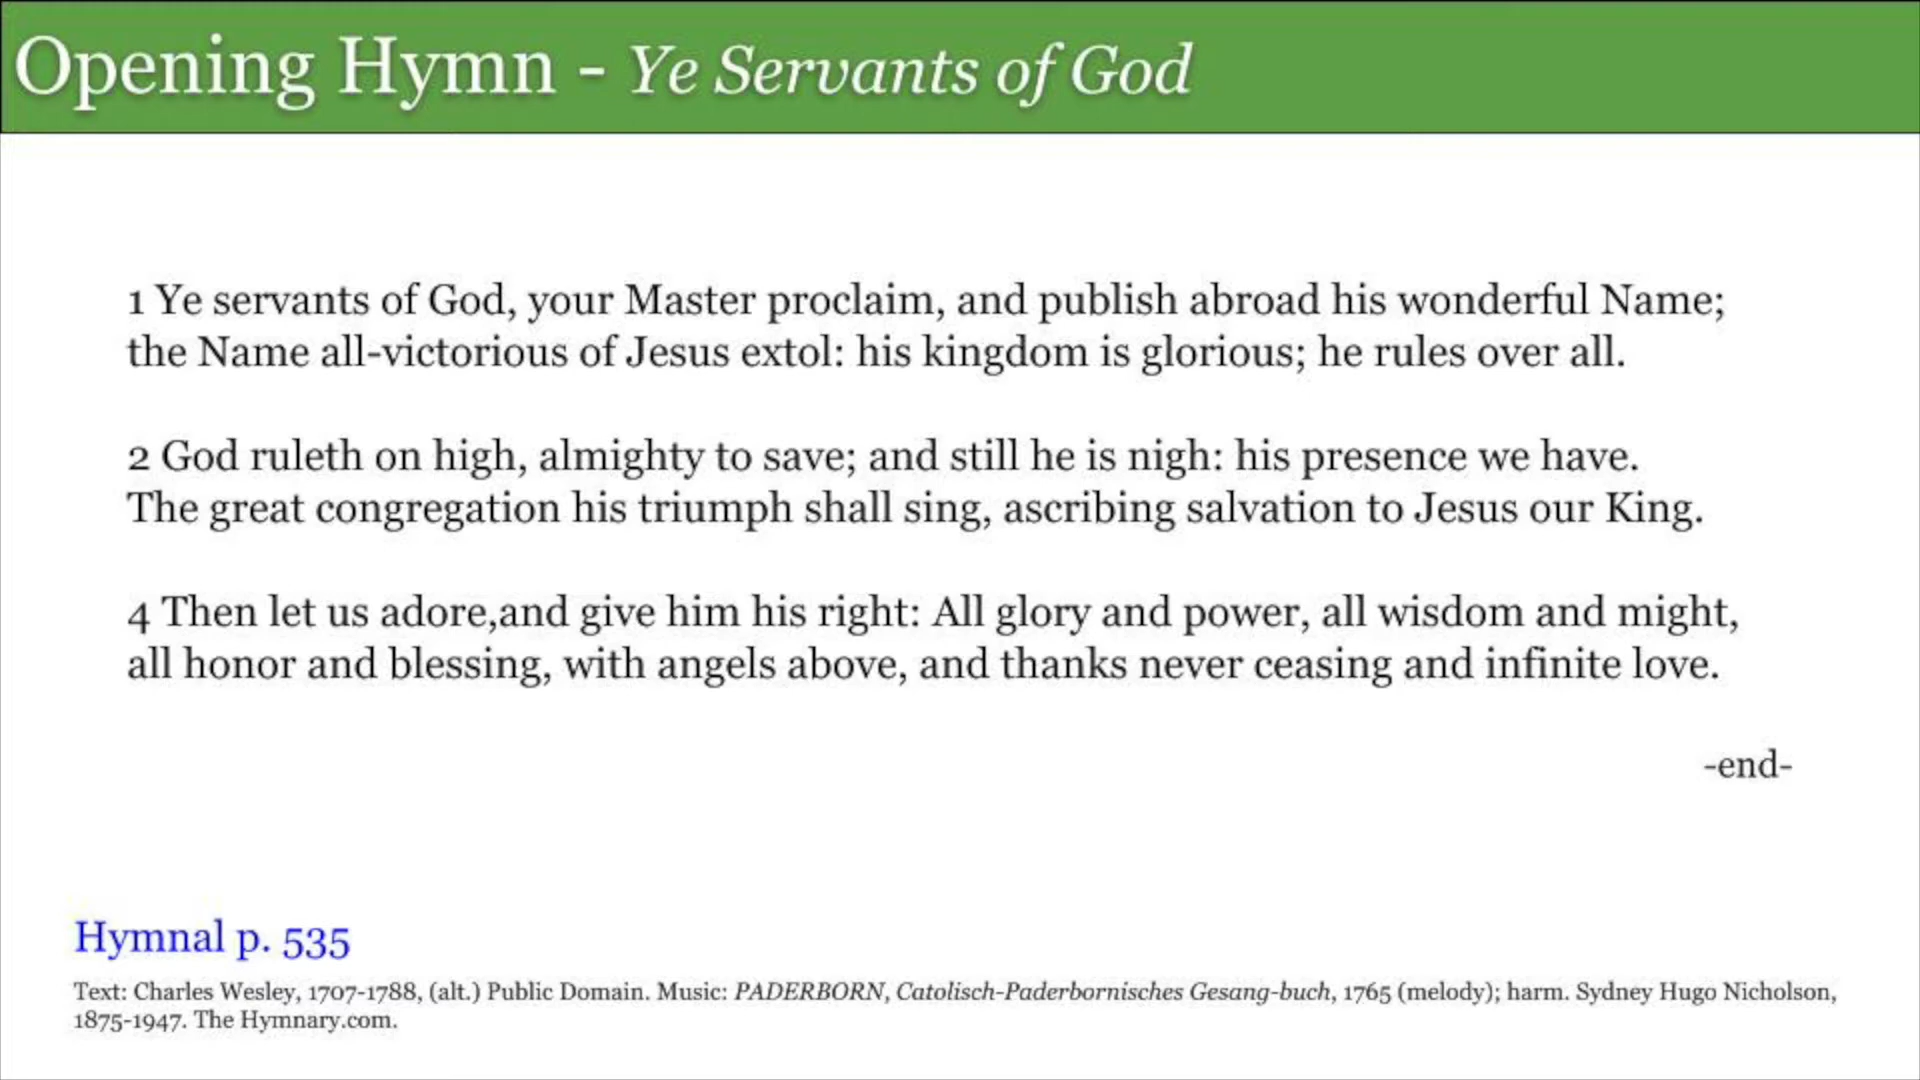 Opening Hymn - Ye Servants of God
1 Ye servants of God, your Master proclaim, and publish abroad his wonderful Name;
the Name all-victorious of Jesus extol: his kingdom is glorious; he rules over all.
2 God ruleth on high, almighty to save; and still he is nigh: his presence we have.
The great congregation his triumph shall sing, ascribing salvation to Jesus our King.
4 Then let us adore,and give him his right: All glory and power, all wisdom and might,
all honor and blessing, with angels above, and thanks never ceasing and infinite love.
-end-
Hymnal p. 535
Text: Charles Wesley, 1707-1788, (alt.) Public Domain. Music: PADERBORN, Catolisch-Paderbornisches Gesang-buch, 1765 (melody); harm. Sydney Hugo Nicholson,
1875-1947. The Hymnary.com.